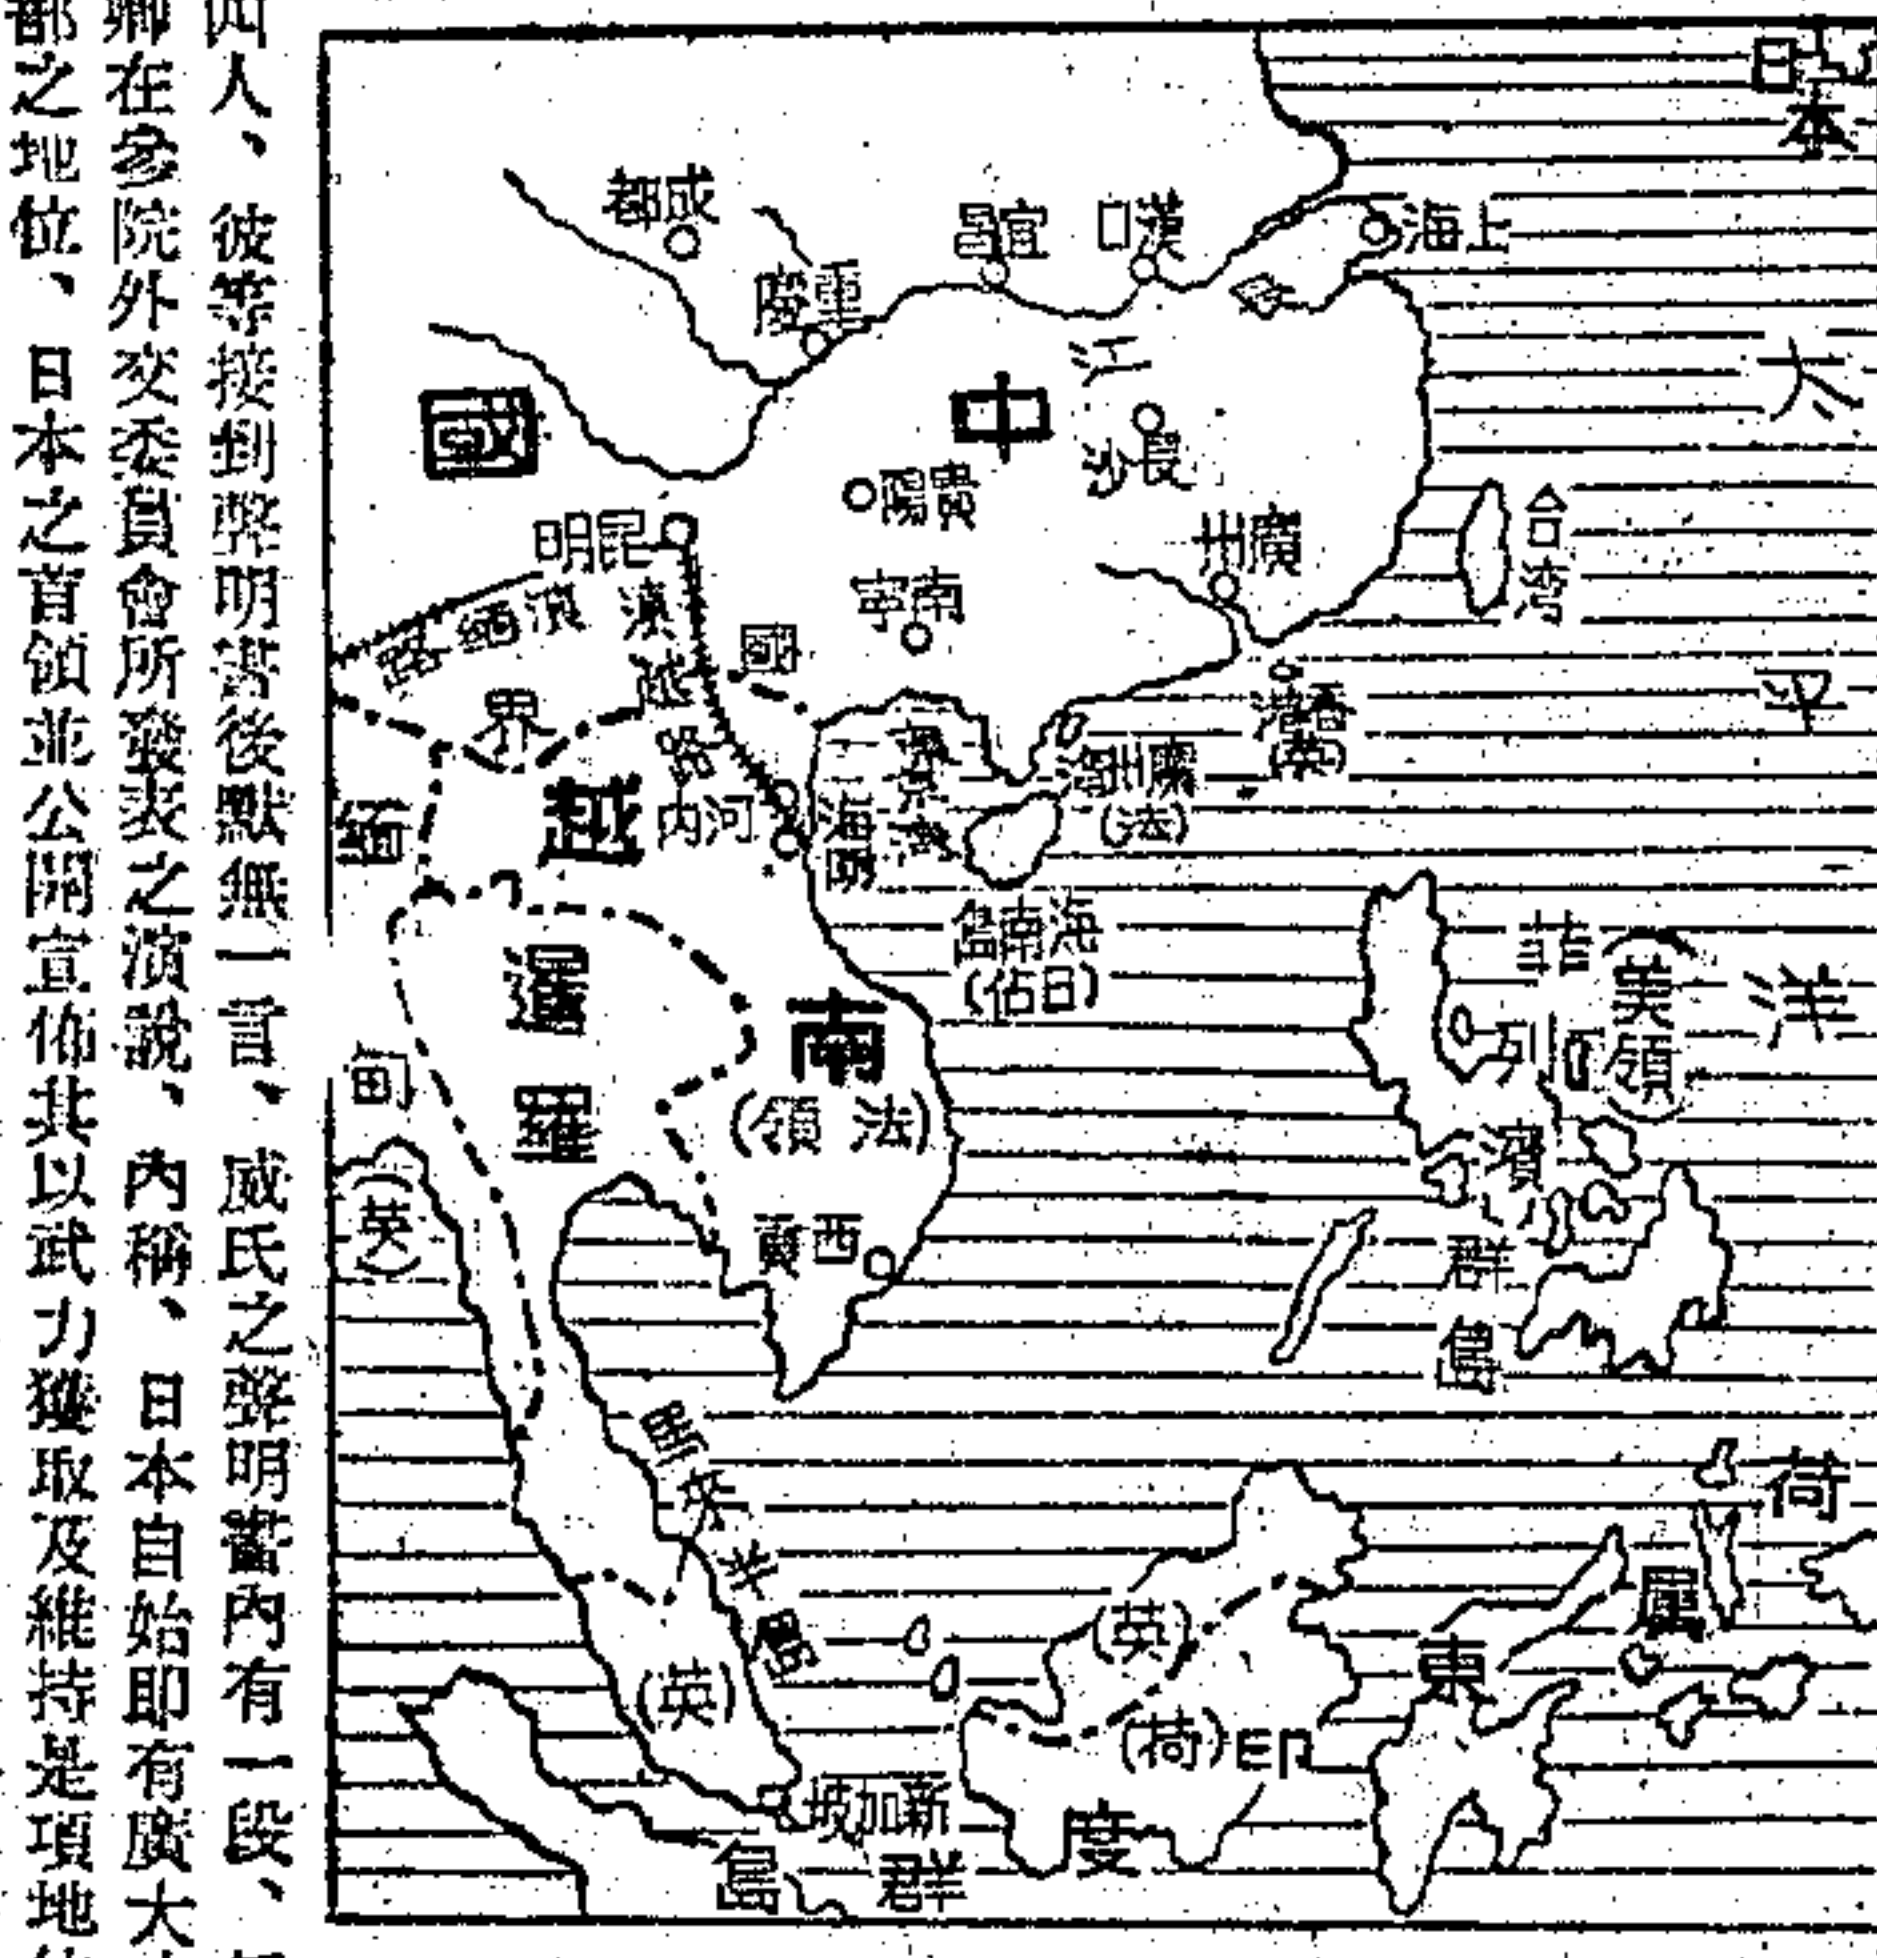 四人、彼等接到聲明書後默無一言、威氏之聲明書內有一段、
卿在參院外交委員會所發表之演說、內稱、日本自始即有廣大
部之地位、日本之首領並公開宣佈其以武力獲取及維持是項地
日本
成都
重慶
宜昌
漢口
上海
江
太平洋
中國
長沙
貴陽
昆明
廣州
台湾
南寧
滇緬路
滇越路
國界
香港
(英)
廣州灣
(法)
東京湾
河內
海防
海南島
(日佔)
緬甸
(英)
越南
(法領)
暹羅
西貢
菲列濱群島
(美領)
馬來半島
(英)
新加坡
(英)
(荷)
荷屬東印度群島